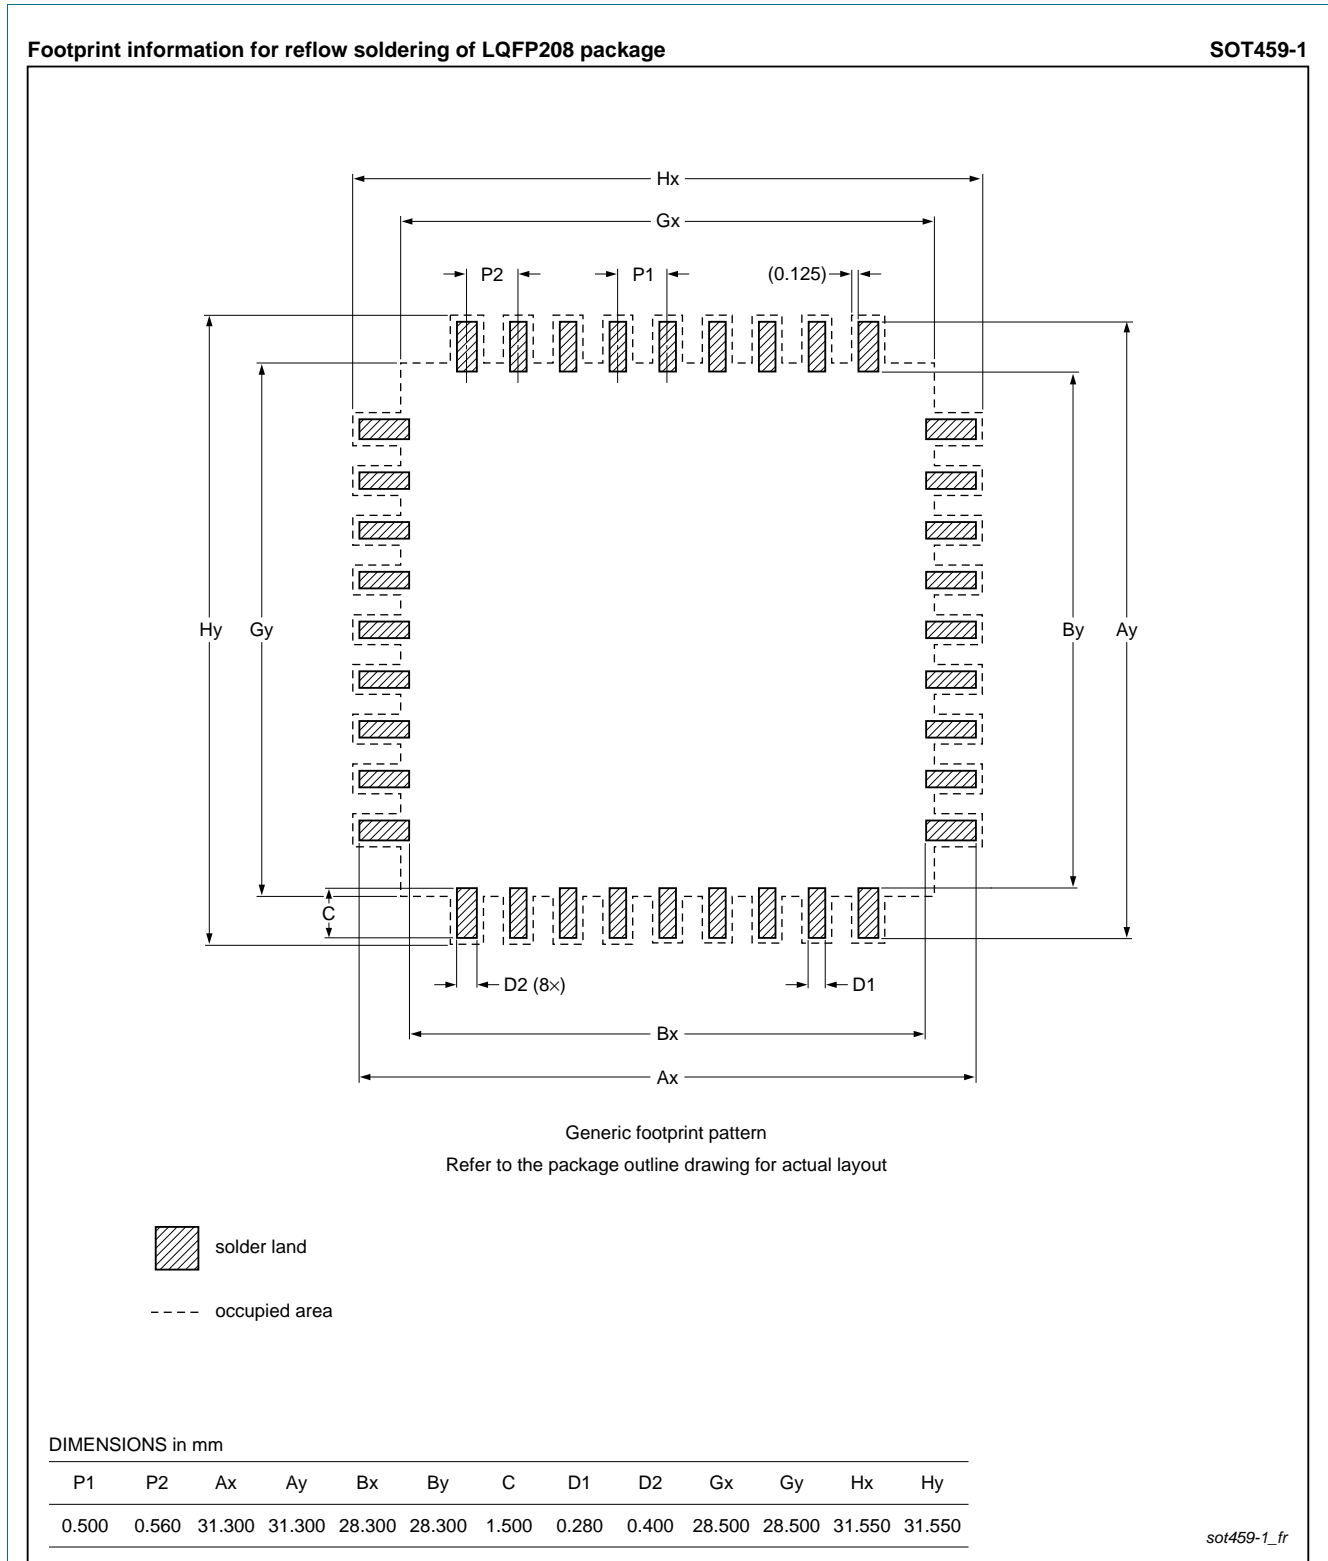 Footprint information for reflow soldering of LQFP208 package SOT459-1
Hx
Gx
P2 P1 (0.125)
Hy Gy By Ay
C
D2 (8×) D1
Bx
Ax
Generic footprint pattern
Refer to the package outline drawing for actual layout
solder land
occupied area
DIMENSIONS in mm
P1 P2 Ax Ay Bx By C D1 D2 Gx Gy Hx Hy
0.500 0.560 31.300 31.300 28.300 28.300 1.500 0.280 0.400 28.500 28.500 31.550 31.550
sot459-1_fr